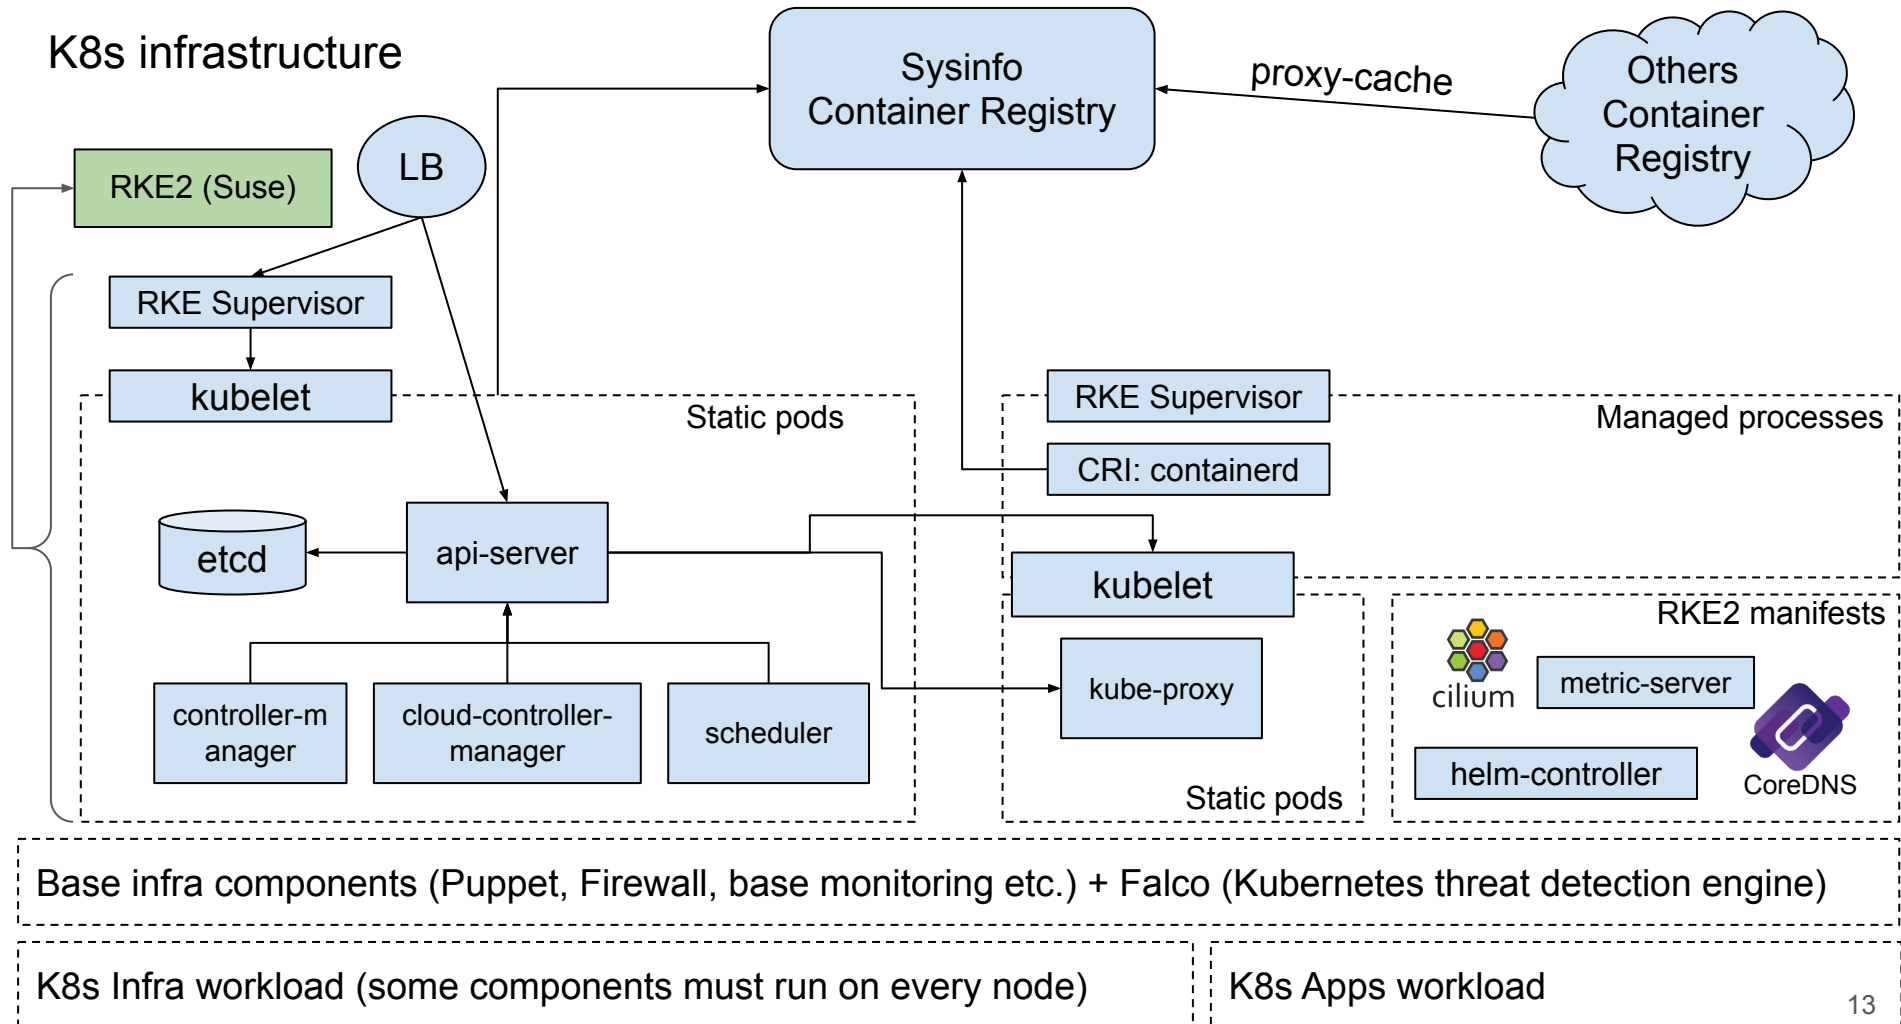 K8s infrastructure
Sysinfo
Container Registry
proxy-cache
Others
Container
Registry
RKE2 (Suse)
LB
RKE Supervisor
kubelet
Static pods
RKE Supervisor
Managed processes
CRI: containerd
etcd
api-server
kubelet
RKE2 manifests
cilium
metric-server
kube-proxy
controller-m
anager
cloud-controller-
manager
scheduler
helm-controller
CoreDNS
Static pods
Base infra components (Puppet, Firewall, base monitoring etc.) + Falco (Kubernetes threat detection engine)
K8s Infra workload (some components must run on every node)
K8s Apps workload
13